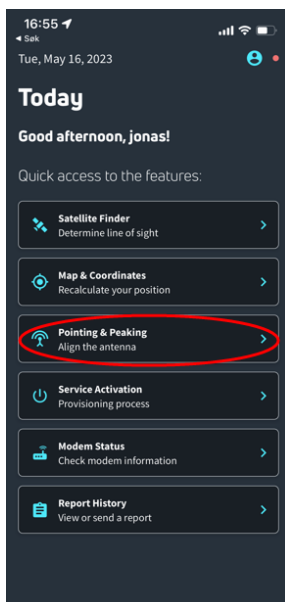 16:55
◄ Søk
Tue, May 16, 2023
Today
Good afternoon, jonas!
Quick access to the features:
Satellite Finder
Determine line of sight
Map & Coordinates
Recalculate your position
Pointing & Peaking
Align the antenna
Service Activation
Provisioning process
Modem Status
Check modem information
Report History
View or send a report